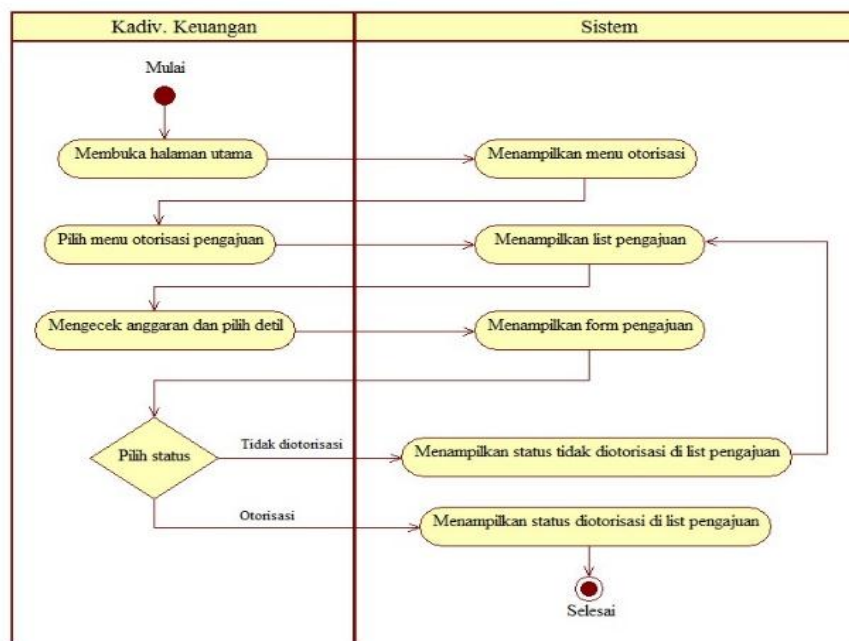 Kadiv. Keuangan
Sistem
Mulai
Membuka halaman utama
Menampilkan menu otorisasi
Pilih menu otorisasi pengajuan
Menampilkan list pengajuan
Mengecek anggaran dan pilih detil
Menampilkan form pengajuan
Pilih status
Tidak diotorisasi
Menampilkan status tidak diotorisasi di list pengajuan
Otorisasi
Menampilkan status diotorisasi di list pengajuan
Selesai